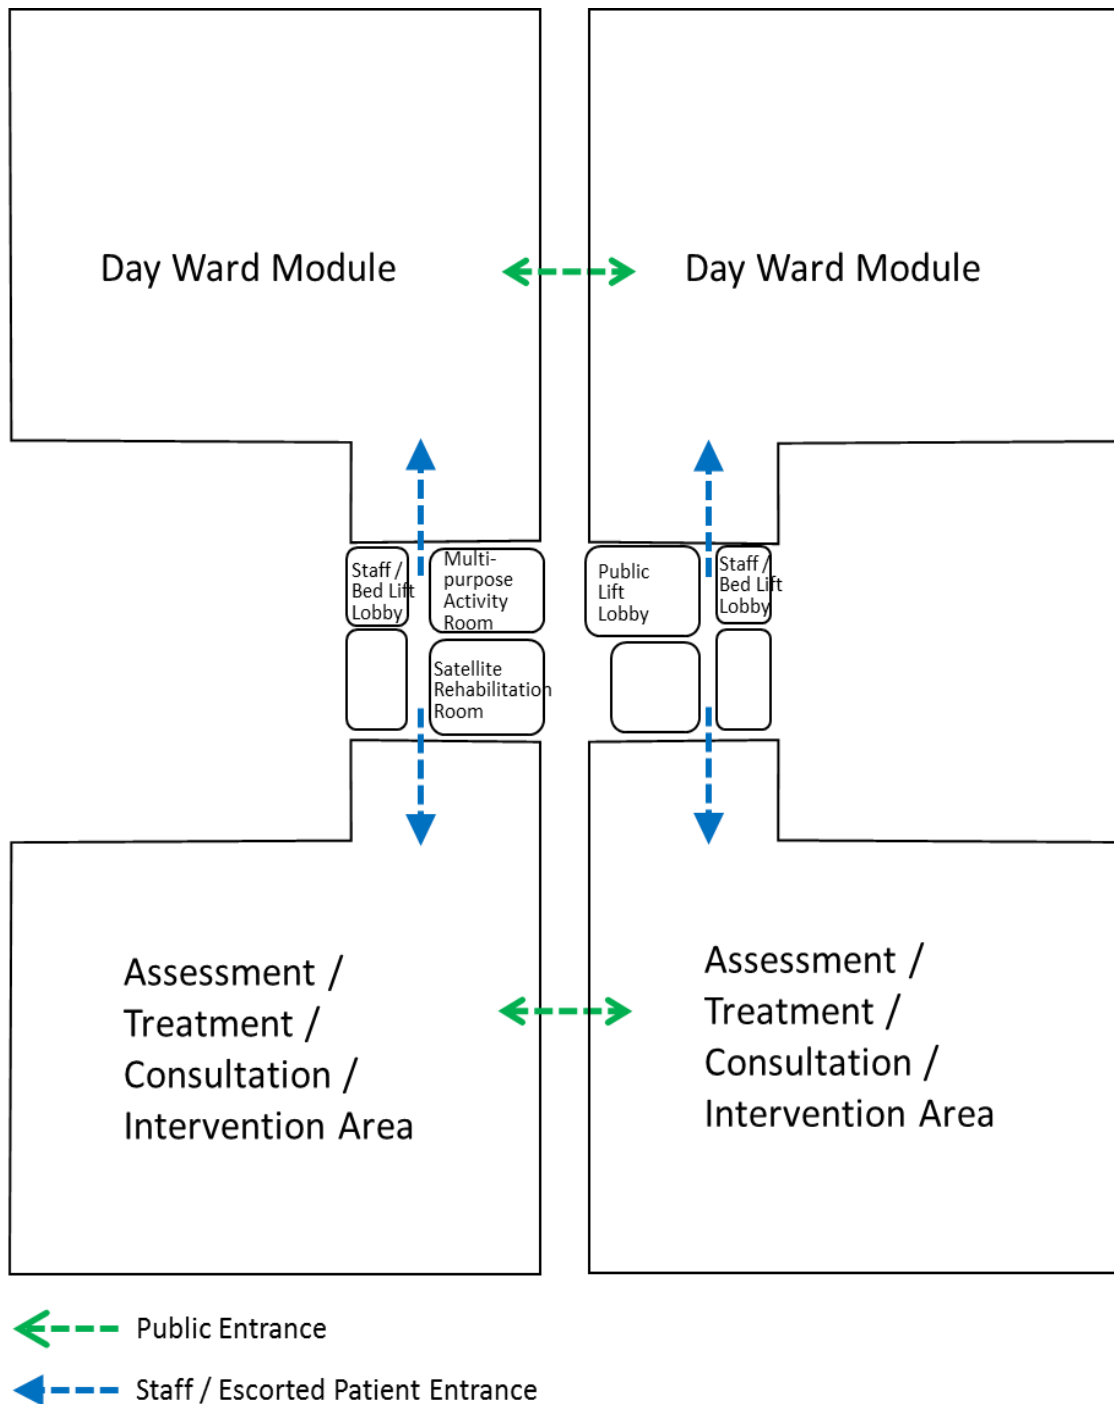 Day Ward Module
Day Ward Module
Staff /
Bed Lift
Lobby
Multi-
purpose
Activity
Room
Public
Lift
Lobby
Staff /
Bed Lift
Lobby
Satellite
Rehabilitation
Room
Assessment /
Treatment /
Consultation /
Intervention Area
Assessment /
Treatment /
Consultation /
Intervention Area
Public Entrance
Staff / Escorted Patient Entrance